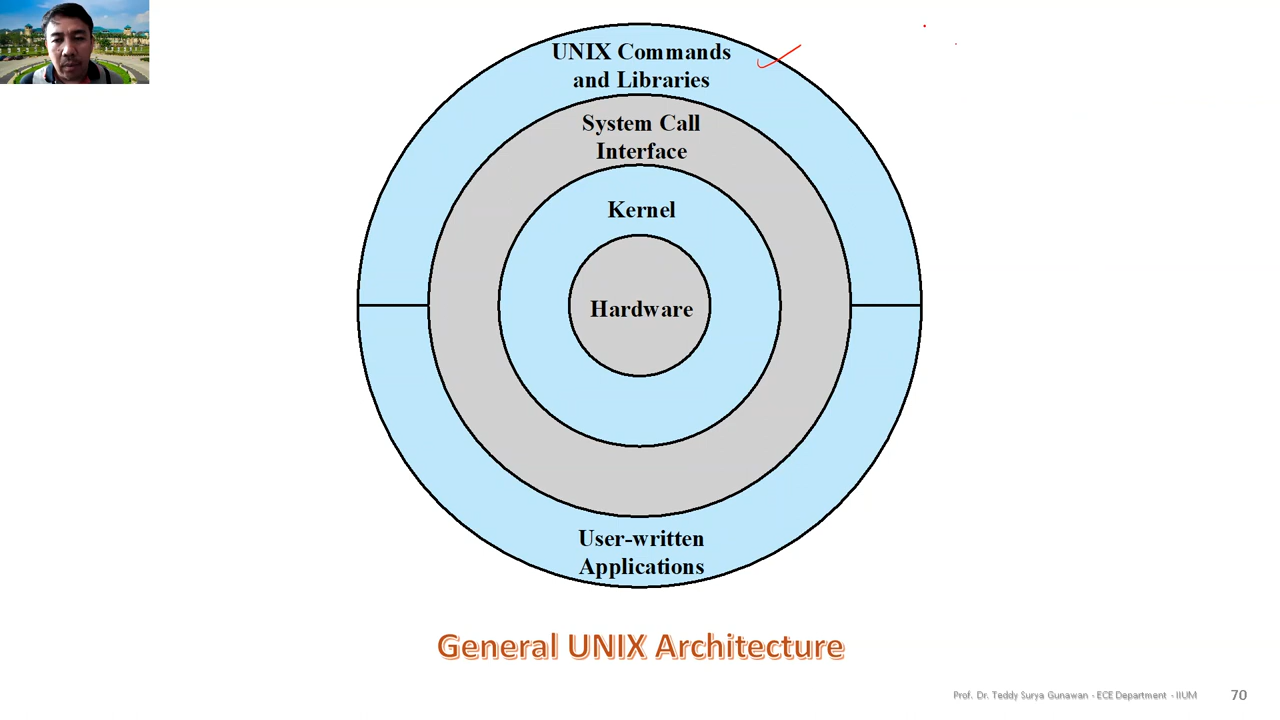 UNIX Commands
and Libraries
System Call
Interface
Kernel
Hardware
User-written
Applications
General UNIX Architecture
Prof. Dr. Teddy Surya Gunawan - ECE Department - IIUM
70